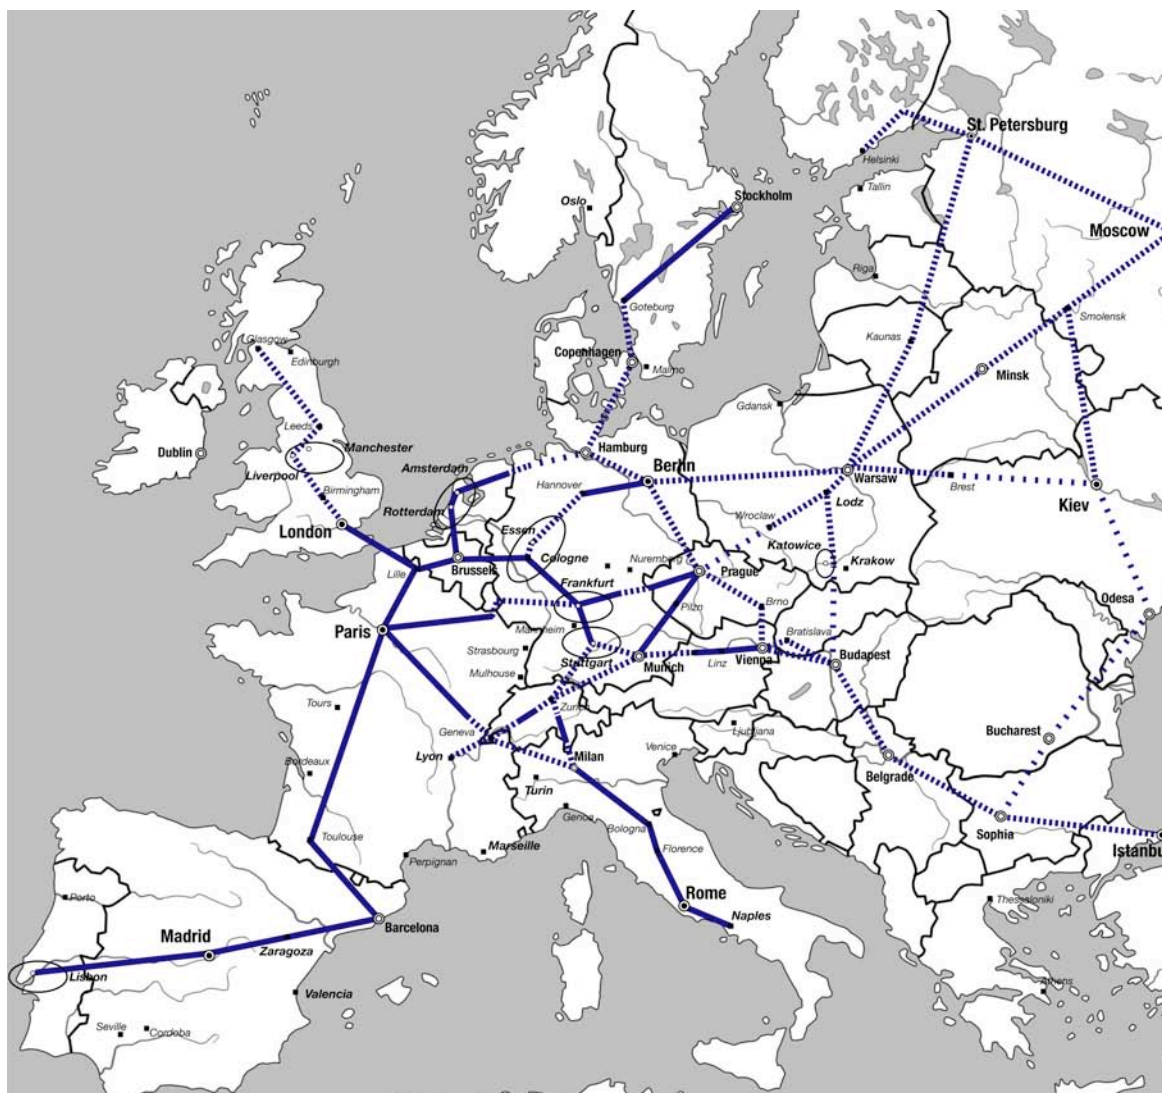 St. Petersburg
Helsinki
Tallin
Stockholm
Oslo
Moscow
Riga
Goteburg
Smolensk
Glasgow
Edinburgh
Kaunas
Copenhagen
Malmo
Minsk
Gdansk
Leeds
Manchester
Dublin
Hamburg
Liverpool
Amsterdam
Berlin
Warsaw
Brest
Birmingham
Hannover
Kiev
Rotterdam
Lodz
Wroclaw
London
Essen
Katowice
Krakow
Cologne
Nuremberg
Lille
Brussels
Frankfurt
Prague
Pilzn
Brno
Odesa
Paris
Mannheim
Bratislava
Strasbourg
Stuttgart
Munich
Linz
Vienna
Budapest
Mulhouse
Tours
Zurich
Geneva
Ljubljana
Bucharest
Lyon
Milan
Venice
Bordeaux
Turin
Belgrade
Genoa
Bologna
Sophia
Toulouse
Marseille
Florence
Istanbu
Perpignan
Porto
Rome
Thessaloniki
Naples
Barcelona
Madrid
Zaragoza
Lisbon
Athens
Valencia
Seville
Cordoba